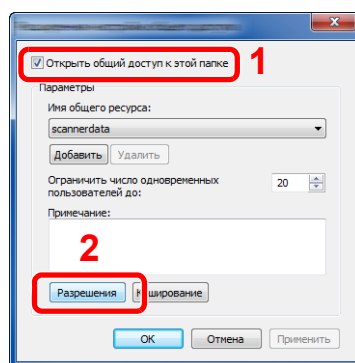 Открыть общий доступ к этой папке
1
Параметры
Имя общего ресурса:
scannerdata
Добавить Удалить
Ограничить число одновременных
пользователей до:
20
Примечание:
2
Разрешения
OK Отмена Применить